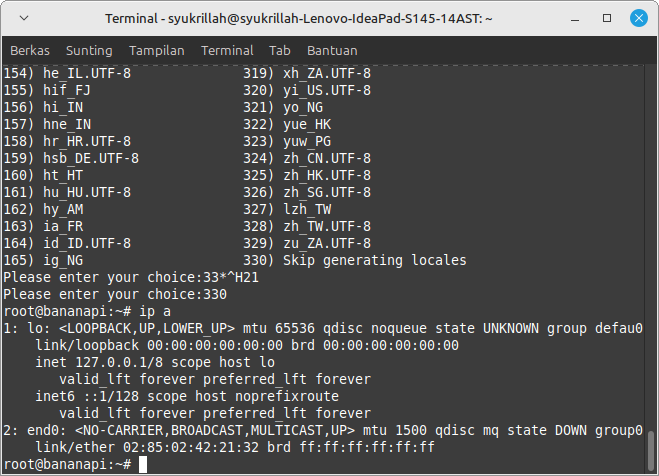 Terminal - syukrillah@syukrillah-Lenovo-IdeaPad-S145-14AST: ~
Berkas Sunting Tampilan Terminal Tab Bantuan
154) he_IL.UTF-8 319) xh_ZA.UTF-8
155) hif_FJ 320) yi_US.UTF-8
156) hi_IN 321) yo_NG
157) hne_IN 322) yue_HK
158) hr_HR.UTF-8 323) yuw_PG
159) hsb_DE.UTF-8 324) zh_CN.UTF-8
160) ht_HT 325) zh_HK.UTF-8
161) hu_HU.UTF-8 326) zh_SG.UTF-8
162) hy_AM 327) lzh_TW
163) ia_FR 328) zh_TW.UTF-8
164) id_ID.UTF-8 329) zu_ZA.UTF-8
165) ig_NG 330) Skip generating locales
Please enter your choice:33*^H21
Please enter your choice:330
root@bananapi:~# ip a
1: lo: <LOOPBACK,UP,LOWER_UP> mtu 65536 qdisc noqueue state UNKNOWN group defau0
link/loopback 00:00:00:00:00:00 brd 00:00:00:00:00:00
inet 127.0.0.1/8 scope host lo
valid_lft forever preferred_lft forever
inet6 ::1/128 scope host noprefixroute
valid_lft forever preferred_lft forever
2: end0: <NO-CARRIER,BROADCAST,MULTICAST,UP> mtu 1500 qdisc mq state DOWN group0
link/ether 02:85:02:42:21:32 brd ff:ff:ff:ff:ff:ff
root@bananapi:~#